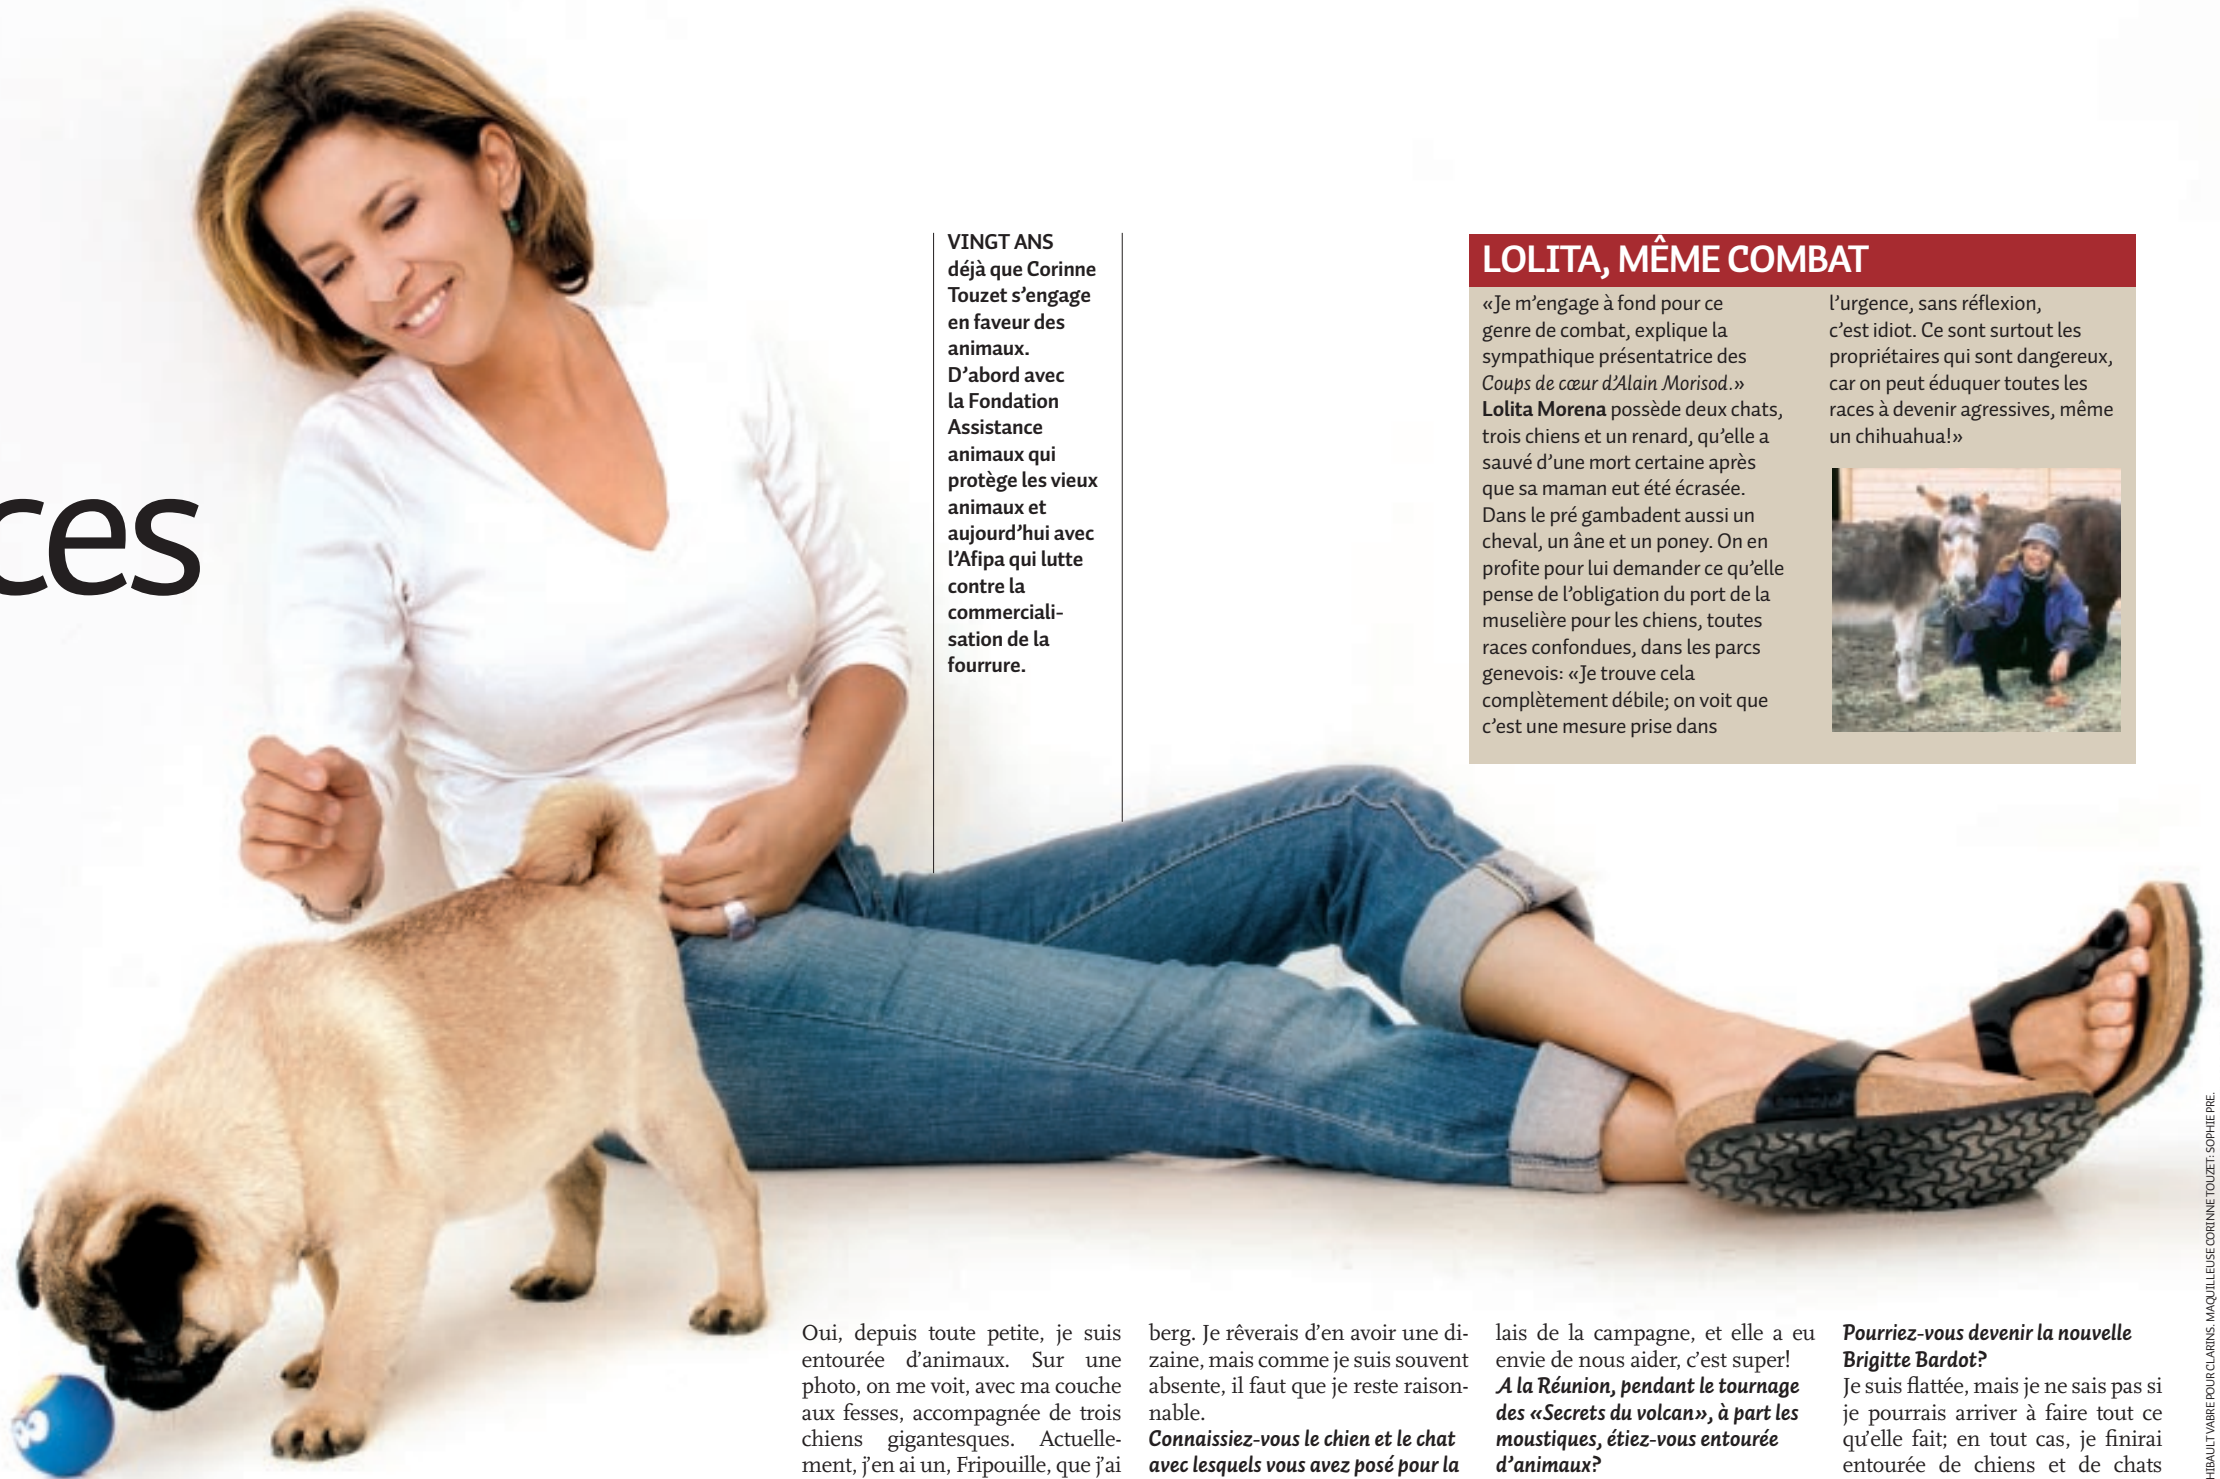 ces
VINGT ANS
déjà que Corinne
Touzet s’engage
en faveur des
animaux.
D’abord avec
la Fondation
Assistance
animaux qui
protège les vieux
animaux et
aujourd’hui avec
l’Afipa qui lutte
contre la
commerciali-
sation de la
fourrure.
LOLITA, MÊME COMBAT
«Je m’engage à fond pour ce
genre de combat, explique la
sympathique présentatrice des
Coups de cœur d’Alain Morisod.»
Lolita Morena possède deux chats,
trois chiens et un renard, qu’elle a
sauvé d’une mort certaine après
que sa maman eut été écrasée.
Dans le pré gambadent aussi un
cheval, un âne et un poney. On en
profite pour lui demander ce qu’elle
pense de l’obligation du port de la
muselière pour les chiens, toutes
races confondues, dans les parcs
genevois: «Je trouve cela
complètement débile; on voit que
c’est une mesure prise dans
l’urgence, sans réflexion,
c’est idiot. Ce sont surtout les
propriétaires qui sont dangereux,
car on peut éduquer toutes les
races à devenir agressives, même
un chihuahua!»
Oui, depuis toute petite, je suis
entourée d’animaux. Sur une
photo, on me voit, avec ma couche
aux fesses, accompagnée de trois
chiens gigantesques. Actuelle-
ment, j’en ai un, Fripouille, que j’ai
berg. Je rêverais d’en avoir une di-
zaine, mais comme je suis souvent
absente, il faut que je reste raison-
nable.
Connaissiez-vous le chien et le chat
avec lesquels vous avez posé pour la
lais de la campagne, et elle a eu
envie de nous aider, c’est super!
A la Réunion, pendant le tournage
des «Secrets du volcan», à part les
moustiques, étiez-vous entourée
d’animaux?
Pourriez-vous devenir la nouvelle
Brigitte Bardot?
Je suis flattée, mais je ne sais pas si
je pourrais arriver à faire tout ce
qu’elle fait; en tout cas, je finirai
entourée de chiens et de chats
HIBAULT VABRE POUR CLARINS. MAQUILLEUSE CORINNE TOUZET: SOPHIE PRE.